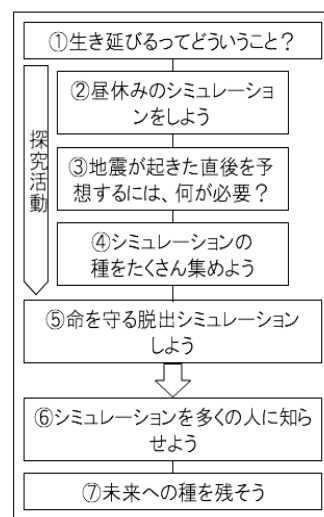 ①生き延びるってどういうこと？
探究活動
②昼休みのシミュレーショ
ンをしよう
③地震が起きた直後を予
想するには、何が必要？
④シミュレーションの
種をたくさん集めよう
⑤命を守る脱出シミュレーション
しよう
⑥シミュレーションを多くの人に知ら
せよう
⑦未来への種を残そう